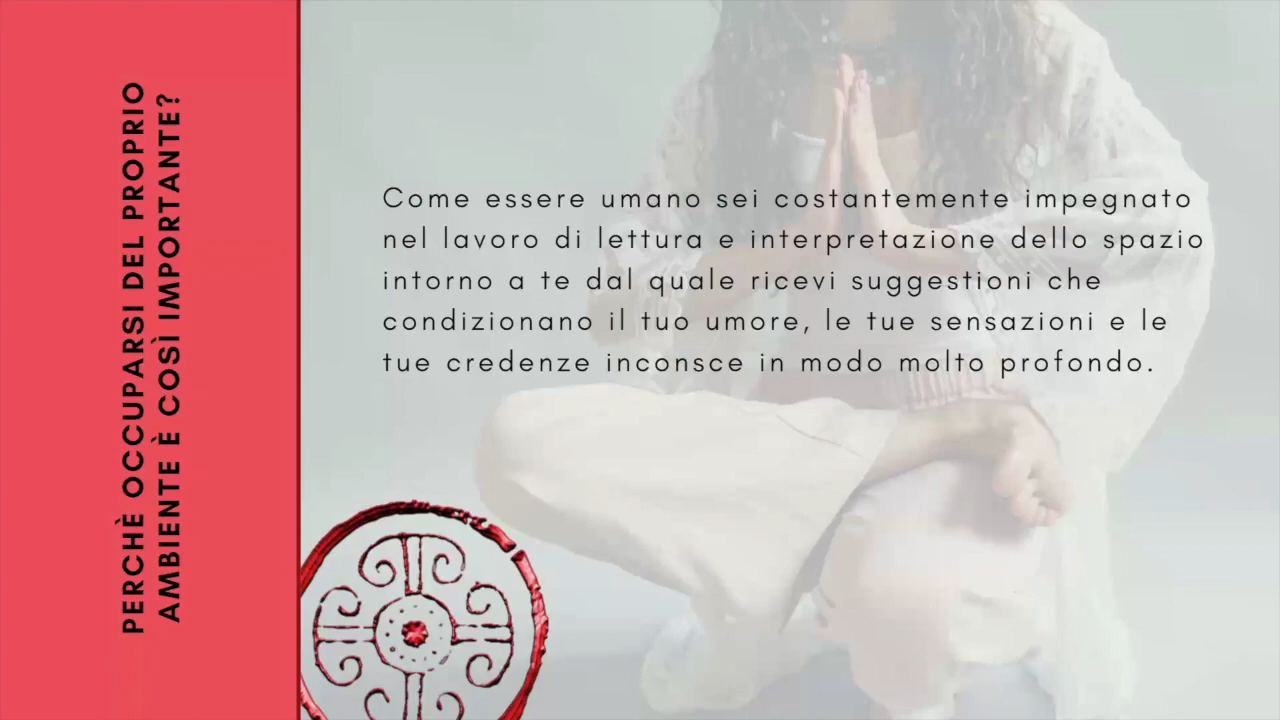 PERCHÈ OCCUPARSI DEL PROPRIO
AMBIENTE È COSÌ IMPORTANTE?
Come essere umano sei costantemente impegnato
nel lavoro di lettura e interpretazione dello spazio
intorno a te dal quale ricevi suggestioni che
condizionano il tuo umore, le tue sensazioni e le
tue credenze inconsce in modo molto profondo.